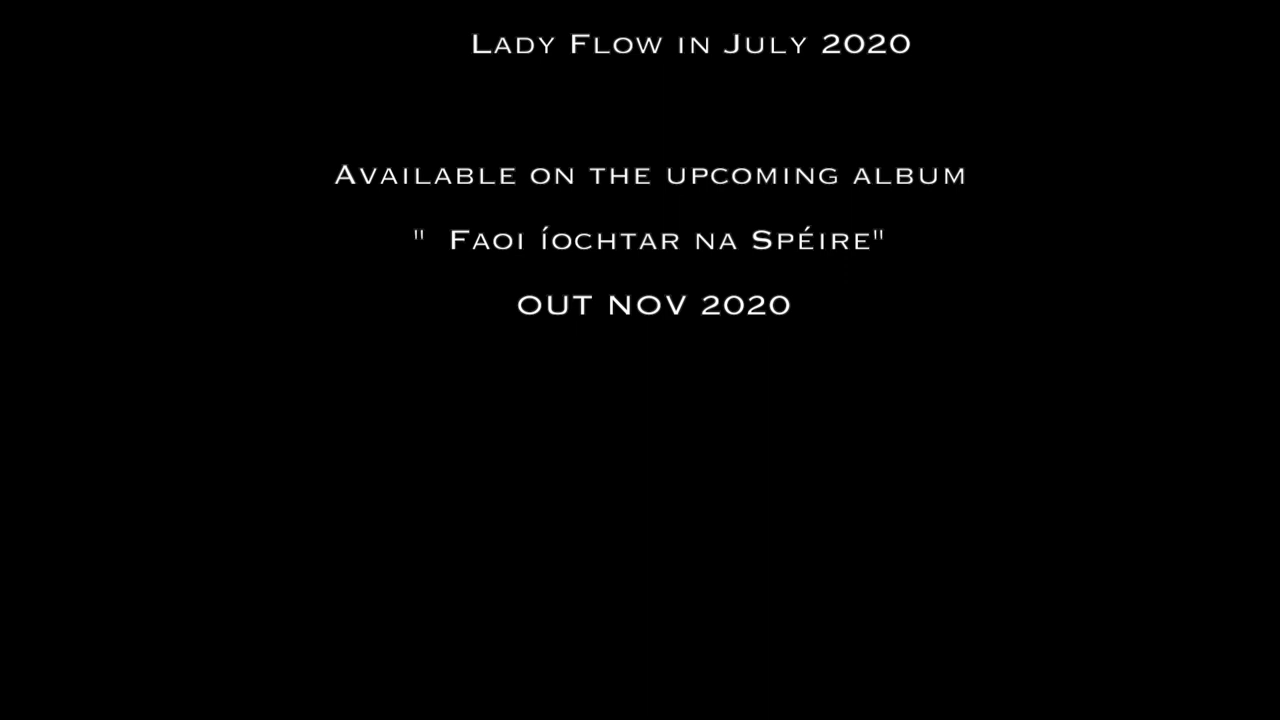 Lady Flow in July 2020
Available on the upcoming album
" Faoi íochtar na Spéire"
OUT NOV 2020